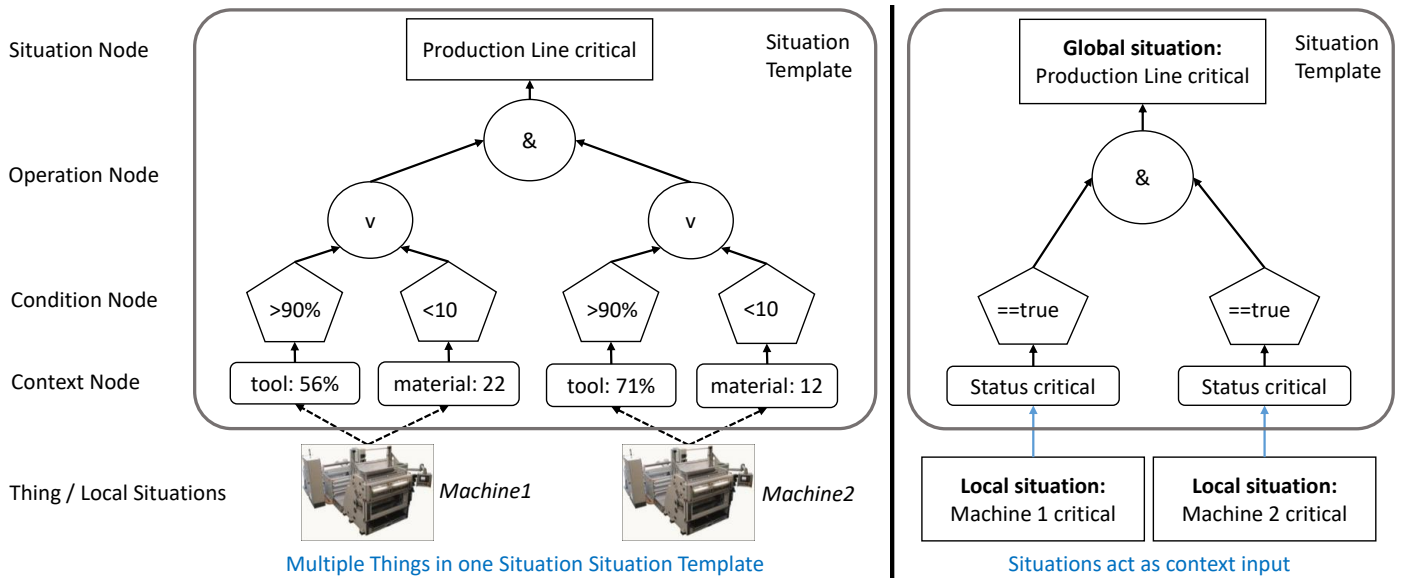 Situation Node
Production Line critical
Situation
Template
Operation Node
&
v
v
Condition Node
>90%
<10
>90%
<10
Context Node
tool: 56%
material: 22
tool: 71%
material: 12
Thing / Local Situations
Machine1
Machine2
Multiple Things in one Situation Situation Template
Global situation:
Production Line critical
Situation
Template
&
==true
==true
Status critical
Status critical
Local situation:
Machine 1 critical
Local situation:
Machine 2 critical
Situations act as context input